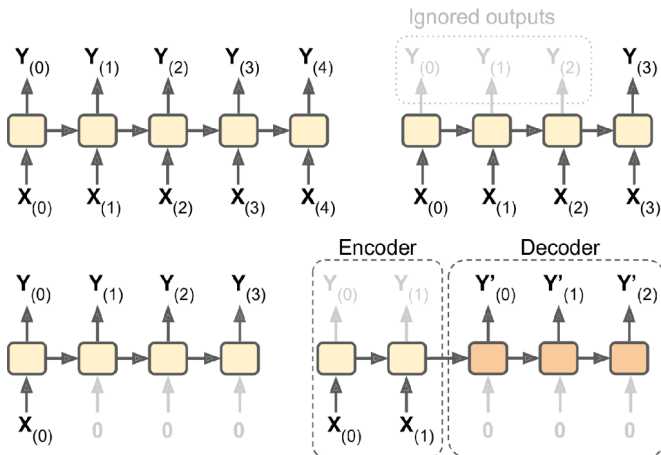 Ignored outputs
Y(0) Y(1) Y(2) Y(3) Y(4)
X(0) X(1) X(2) X(3) X(4)
Y(0) Y(1) Y(2) Y(3)
X(0) X(1) X(2) X(3)
Y(0) Y(1) Y(2) Y(3)
X(0) 0 0 0
Encoder Decoder
Y(0) Y(1) Y'(0) Y'(1) Y'(2)
X(0) X(1) 0 0 0